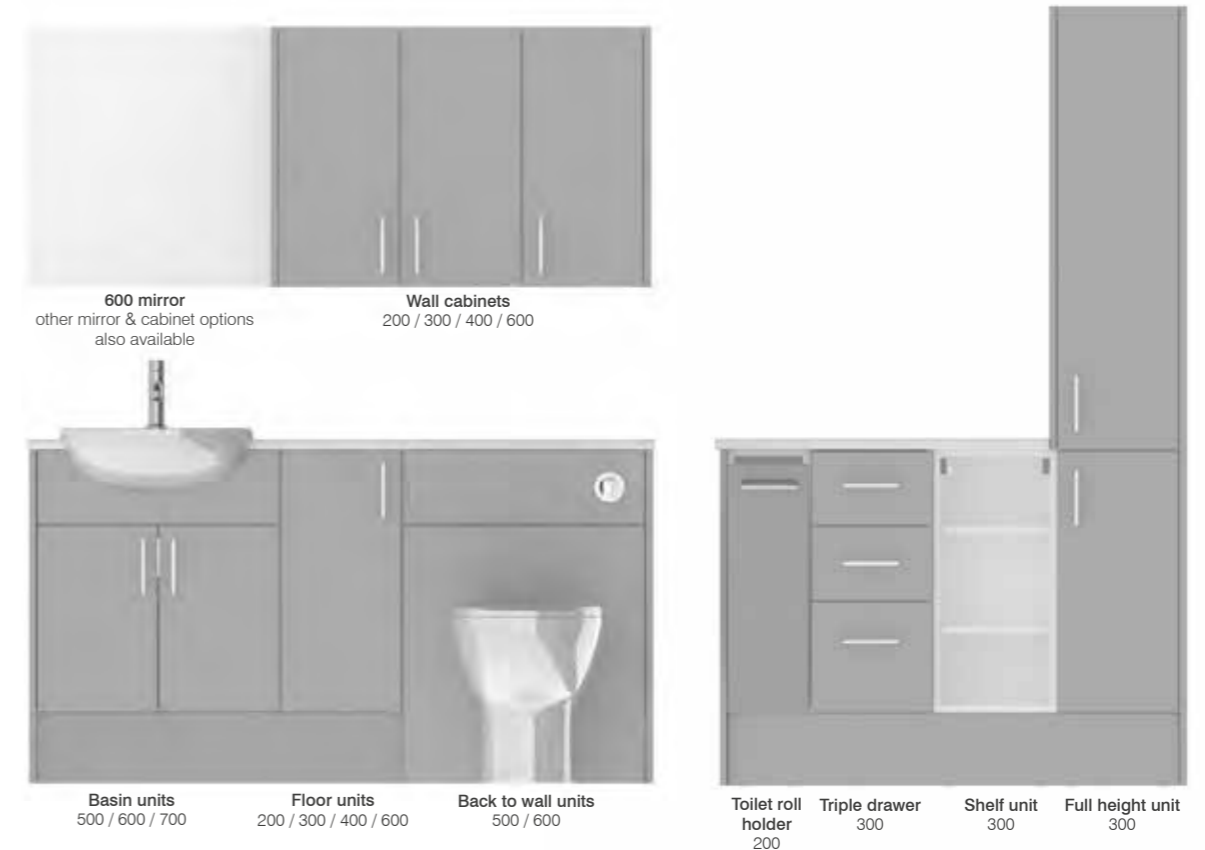 600 mirror
other mirror & cabinet options
also available
Wall cabinets
200 / 300 / 400 / 600
Basin units
500 / 600 / 700
Floor units
200 / 300 / 400 / 600
Back to wall units
500 / 600
Toilet roll
holder
200
Triple drawer
300
Shelf unit
300
Full height unit
300